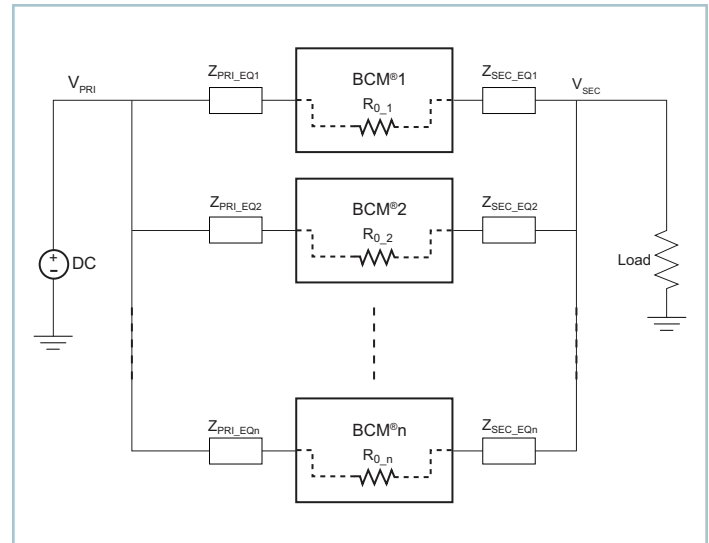 V_PRI
Z_PRI_EQ1
BCM®1
R_0_1
Z_SEC_EQ1
V_SEC
Z_PRI_EQ2
BCM®2
R_0_2
Z_SEC_EQ2
+
–
DC
Load
Z_PRI_EQn
BCM®n
R_0_n
Z_SEC_EQn